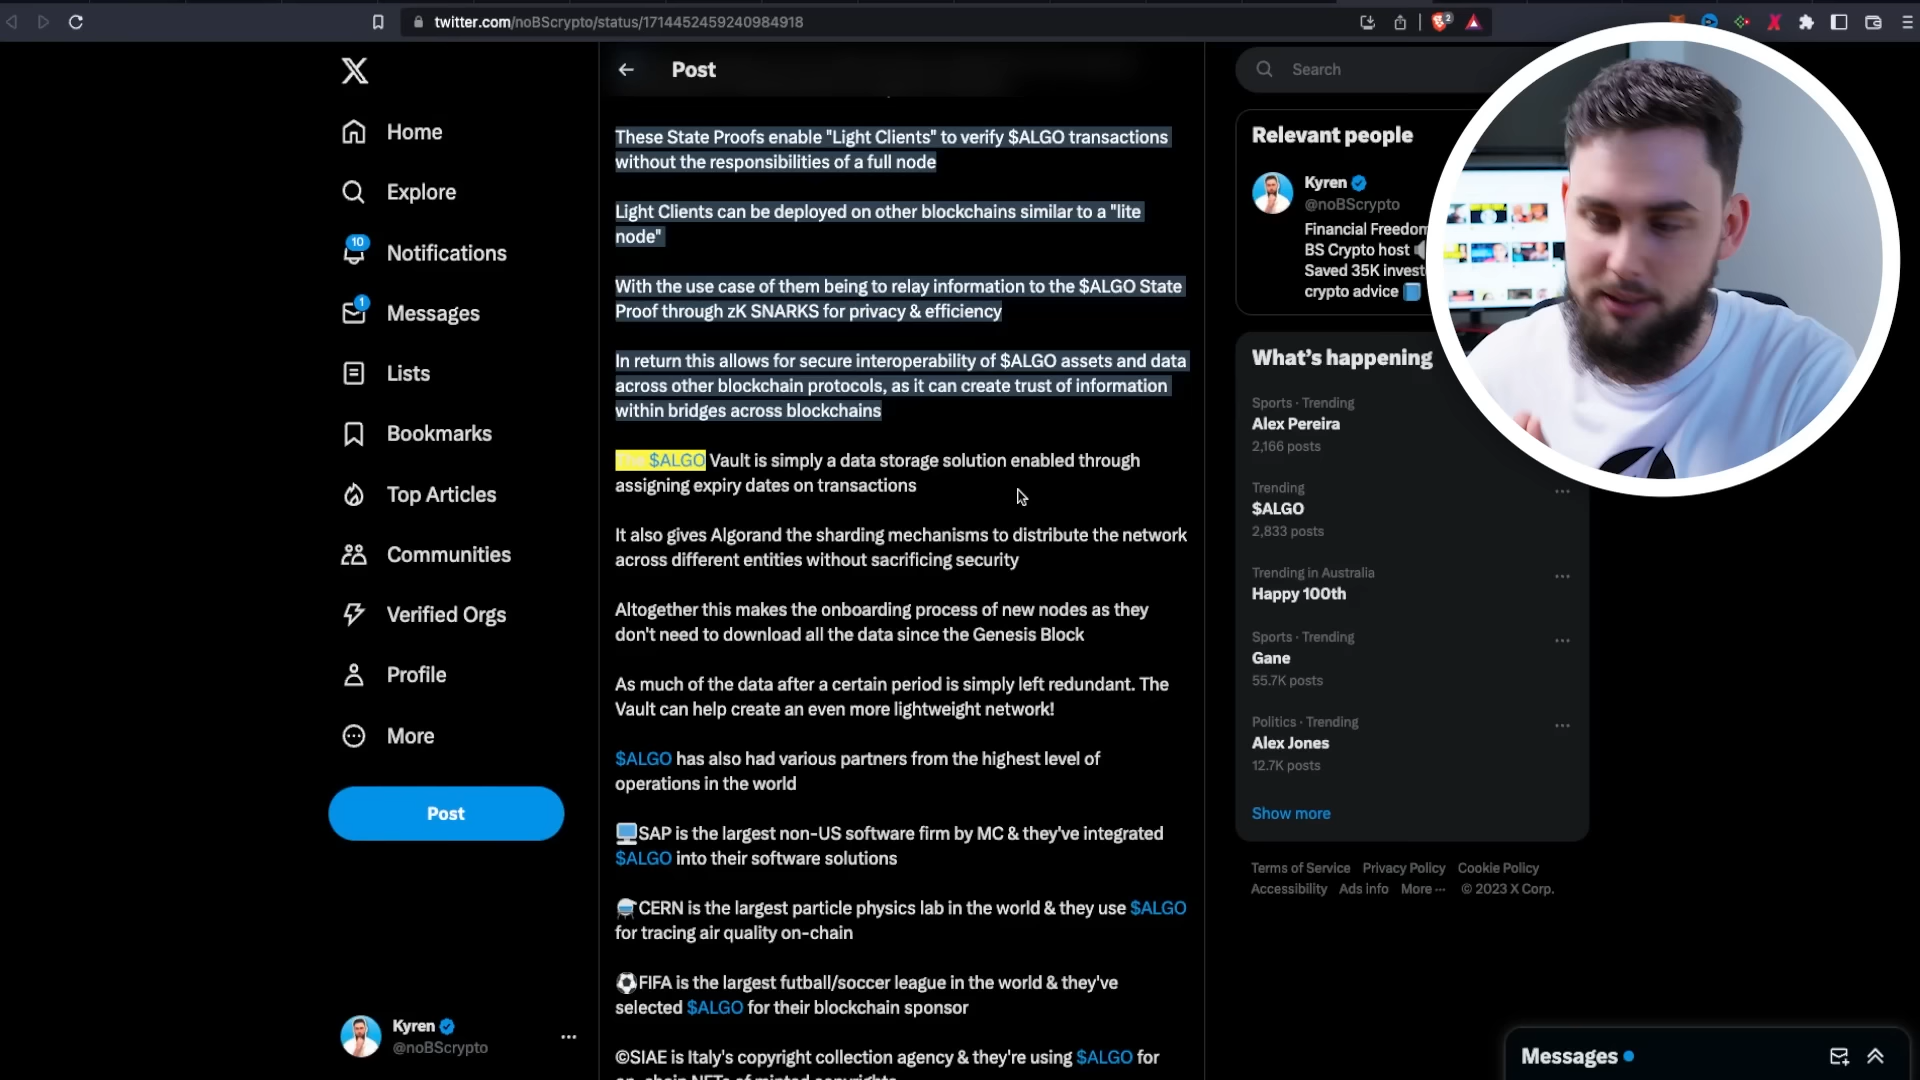 twitter.com/noBScrypto/status/1714452459240984918
2
X
Post
Search
Home
Explore
10
Notifications
1
Messages
Lists
Bookmarks
Top Articles
Communities
Verified Orgs
Profile
More
Post
Kyren
@noBScrypto
These State Proofs enable "Light Clients" to verify $ALGO transactions
without the responsibilities of a full node
Light Clients can be deployed on other blockchains similar to a "lite
node"
With the use case of them being to relay information to the $ALGO State
Proof through zK SNARKS for privacy & efficiency
In return this allows for secure interoperability of $ALGO assets and data
across other blockchain protocols, as it can create trust of information
within bridges across blockchains
The $ALGO Vault is simply a data storage solution enabled through
assigning expiry dates on transactions
It also gives Algorand the sharding mechanisms to distribute the network
across different entities without sacrificing security
Altogether this makes the onboarding process of new nodes as they
don't need to download all the data since the Genesis Block
As much of the data after a certain period is simply left redundant. The
Vault can help create an even more lightweight network!
$ALGO has also had various partners from the highest level of
operations in the world
SAP is the largest non-US software firm by MC & they've integrated
$ALGO into their software solutions
CERN is the largest particle physics lab in the world & they use $ALGO
for tracing air quality on-chain
FIFA is the largest futball/soccer league in the world & they've
selected $ALGO for their blockchain sponsor
©SIAE is Italy's copyright collection agency & they're using $ALGO for
on-chain NFTs of minted copyrights
Relevant people
Kyren
@noBScrypto
Financial Freedom
BS Crypto host
Saved 35K invest
crypto advice
What's happening
Sports · Trending
Alex Pereira
2,166 posts
Trending
$ALGO
2,833 posts
Trending in Australia
Happy 100th
Sports · Trending
Gane
55.7K posts
Politics · Trending
Alex Jones
12.7K posts
Show more
Terms of Service Privacy Policy Cookie Policy
Accessibility Ads info More ··· © 2023 X Corp.
Messages